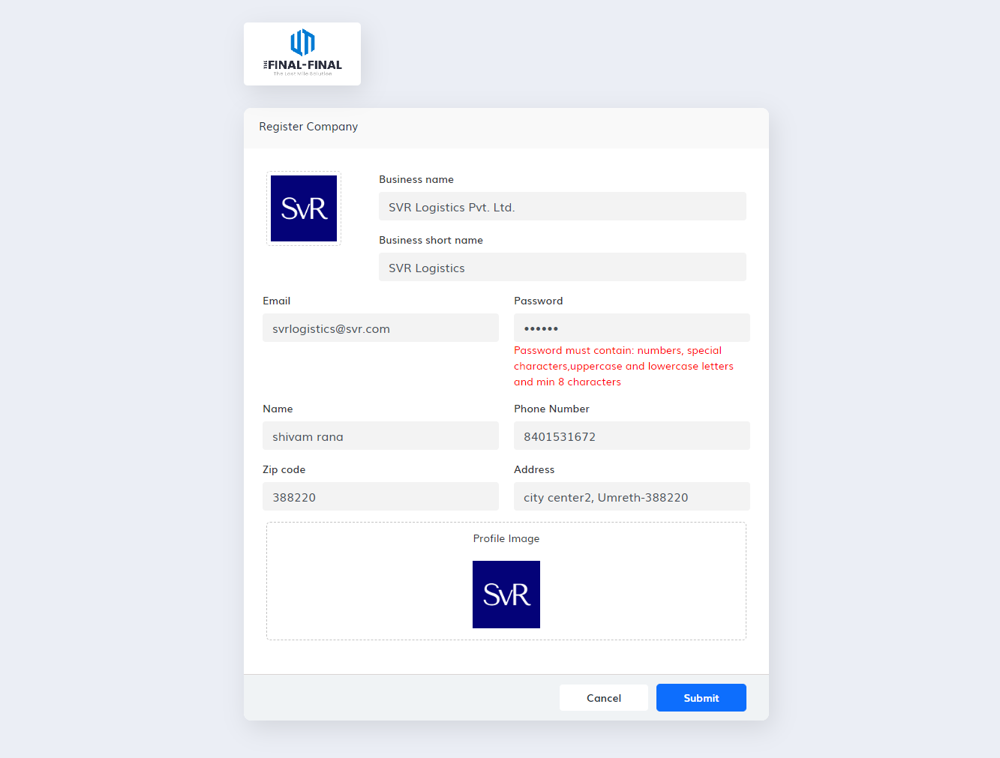 THE FINAL-FINAL
The Last Mile Solution
Register Company
SVR
Business name
SVR Logistics Pvt. Ltd.
Business short name
SVR Logistics
Email
Password
svrlogistics@svr.com
••••••
Password must contain: numbers, special
characters,uppercase and lowercase letters
and min 8 characters
Name
Phone Number
shivam rana
8401531672
Zip code
Address
388220
city center2, Umreth-388220
Profile Image
SVR
Cancel
Submit